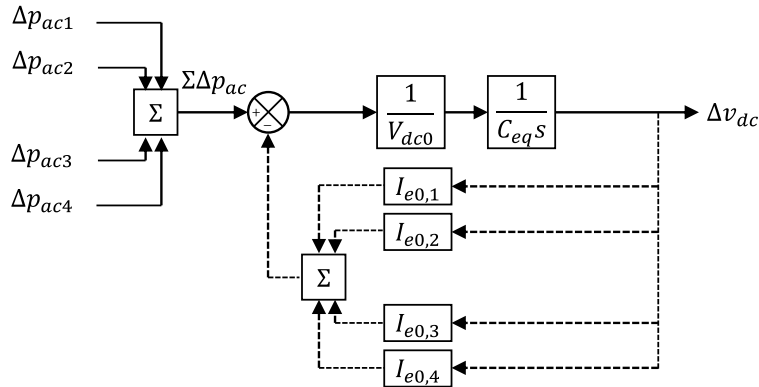 Δp_ac1
Δp_ac2
Δp_ac3
Δp_ac4
Σ
ΣΔp_ac
+
−
1
V_dc0
1
C_eq s
Δv_dc
I_e0,1
I_e0,2
Σ
I_e0,3
I_e0,4